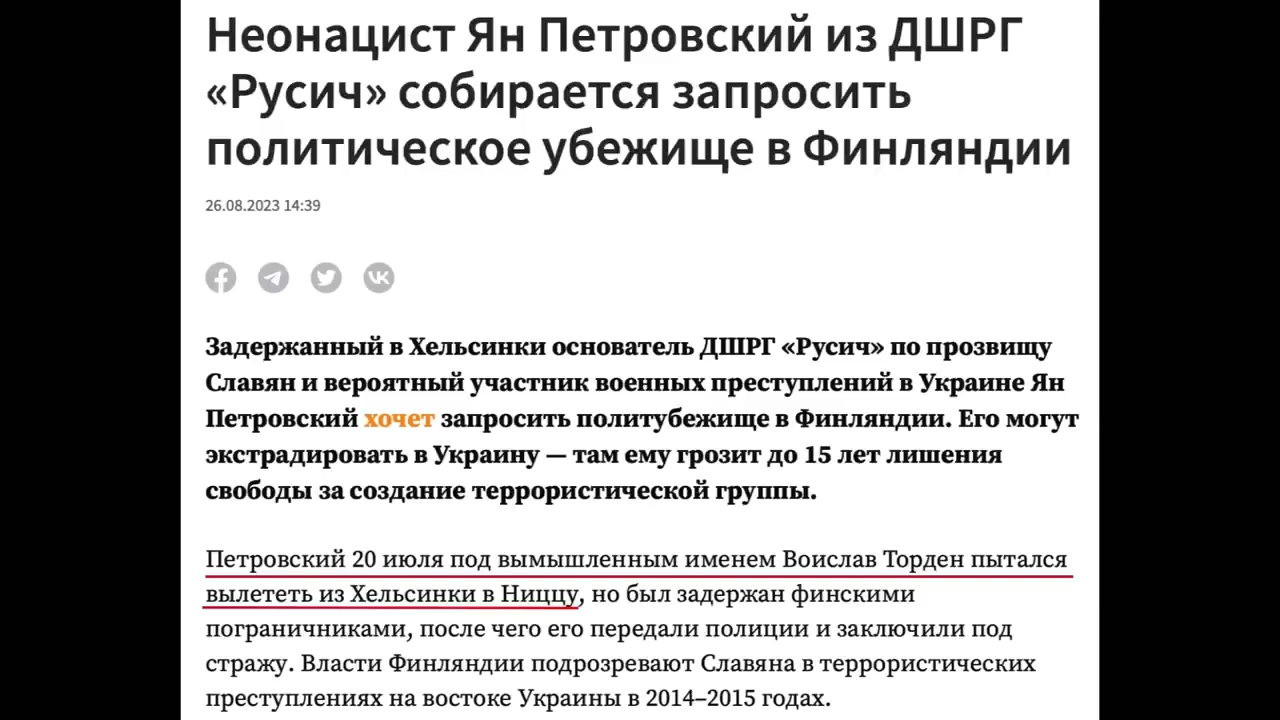 Неонацист Ян Петровский из ДШРГ
«Русич» собирается запросить
политическое убежище в Финляндии
26.08.2023 14:39
Задержанный в Хельсинки основатель ДШРГ «Русич» по прозвищу
Славян и вероятный участник военных преступлений в Украине Ян
Петровский хочет запросить политубежище в Финляндии. Его могут
экстрадировать в Украину — там ему грозит до 15 лет лишения
свободы за создание террористической группы.
Петровский 20 июля под вымышленным именем Воислав Торден пытался
вылететь из Хельсинки в Ниццу, но был задержан финскими
пограничниками, после чего его передали полиции и заключили под
стражу. Власти Финляндии подозревают Славяна в террористических
преступлениях на востоке Украины в 2014–2015 годах.